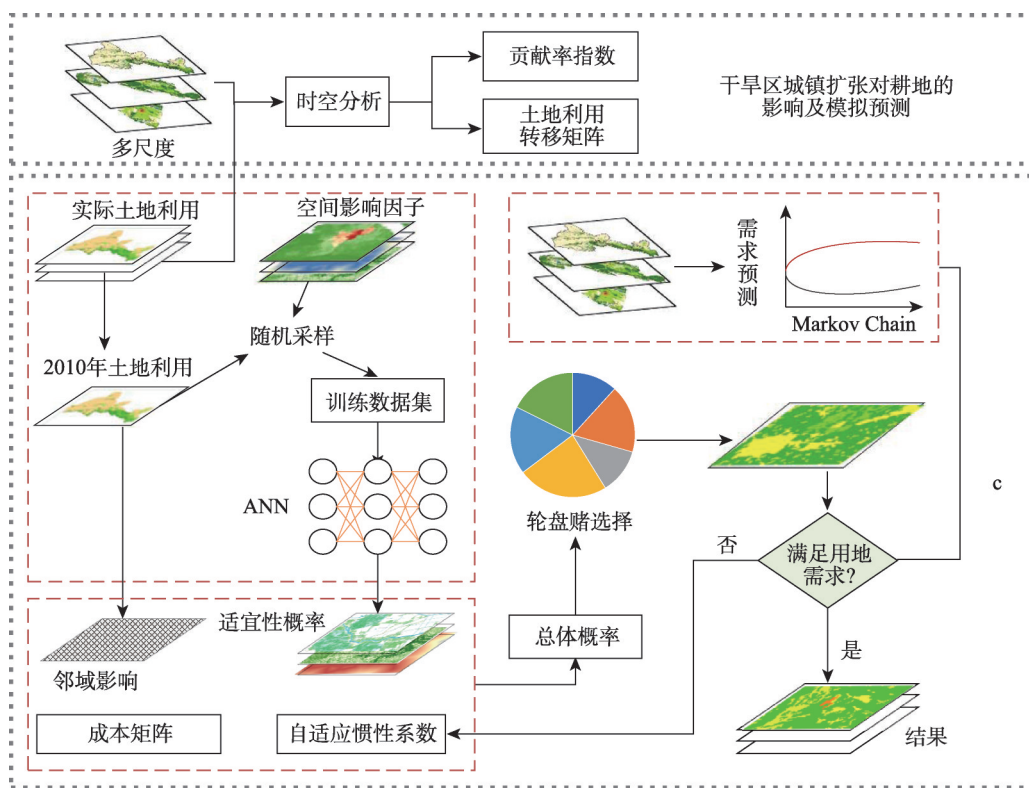 贡献率指数
时空分析
土地利用
转移矩阵
多尺度
干旱区城镇扩张对耕地的
影响及模拟预测
实际土地利用
空间影响因子
2010年土地利用
随机采样
训练数据集
ANN
需求预测
Markov Chain
轮盘赌选择
c
否
满足用地
需求?
是
适宜性概率
总体概率
邻域影响
成本矩阵
自适应惯性系数
结果